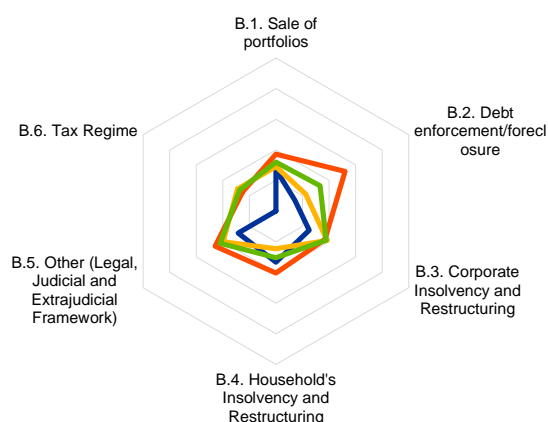 B.1. Sale of
portfolios
B.2. Debt
enforcement/forecl
osure
B.3. Corporate
Insolvency and
Restructuring
B.4. Household's
Insolvency and
Restructuring
B.5. Other (Legal,
Judicial and
Extrajudicial
Framework)
B.6. Tax Regime